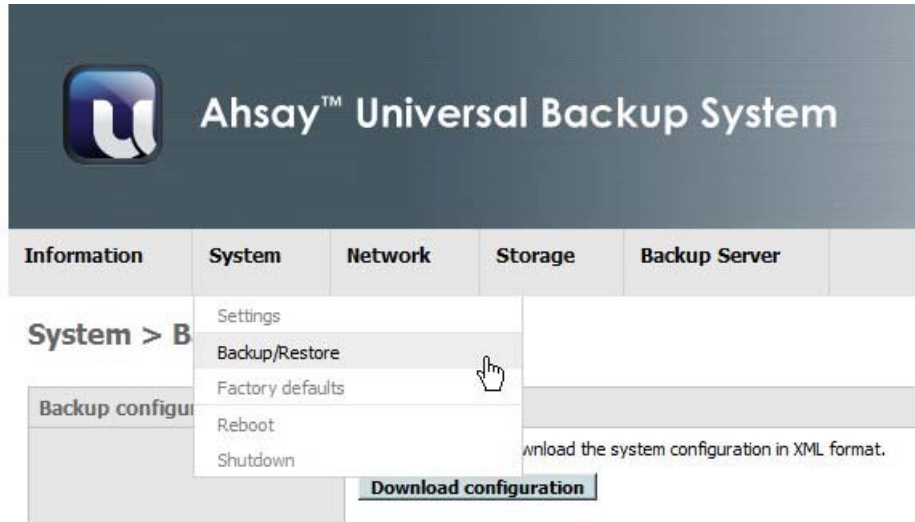 Ahsay™ Universal Backup System
Information System Network Storage Backup Server
Settings
System > B
Backup/Restore
Factory defaults
Backup configur
Reboot
Shutdown
wnload the system configuration in XML format.
Download configuration